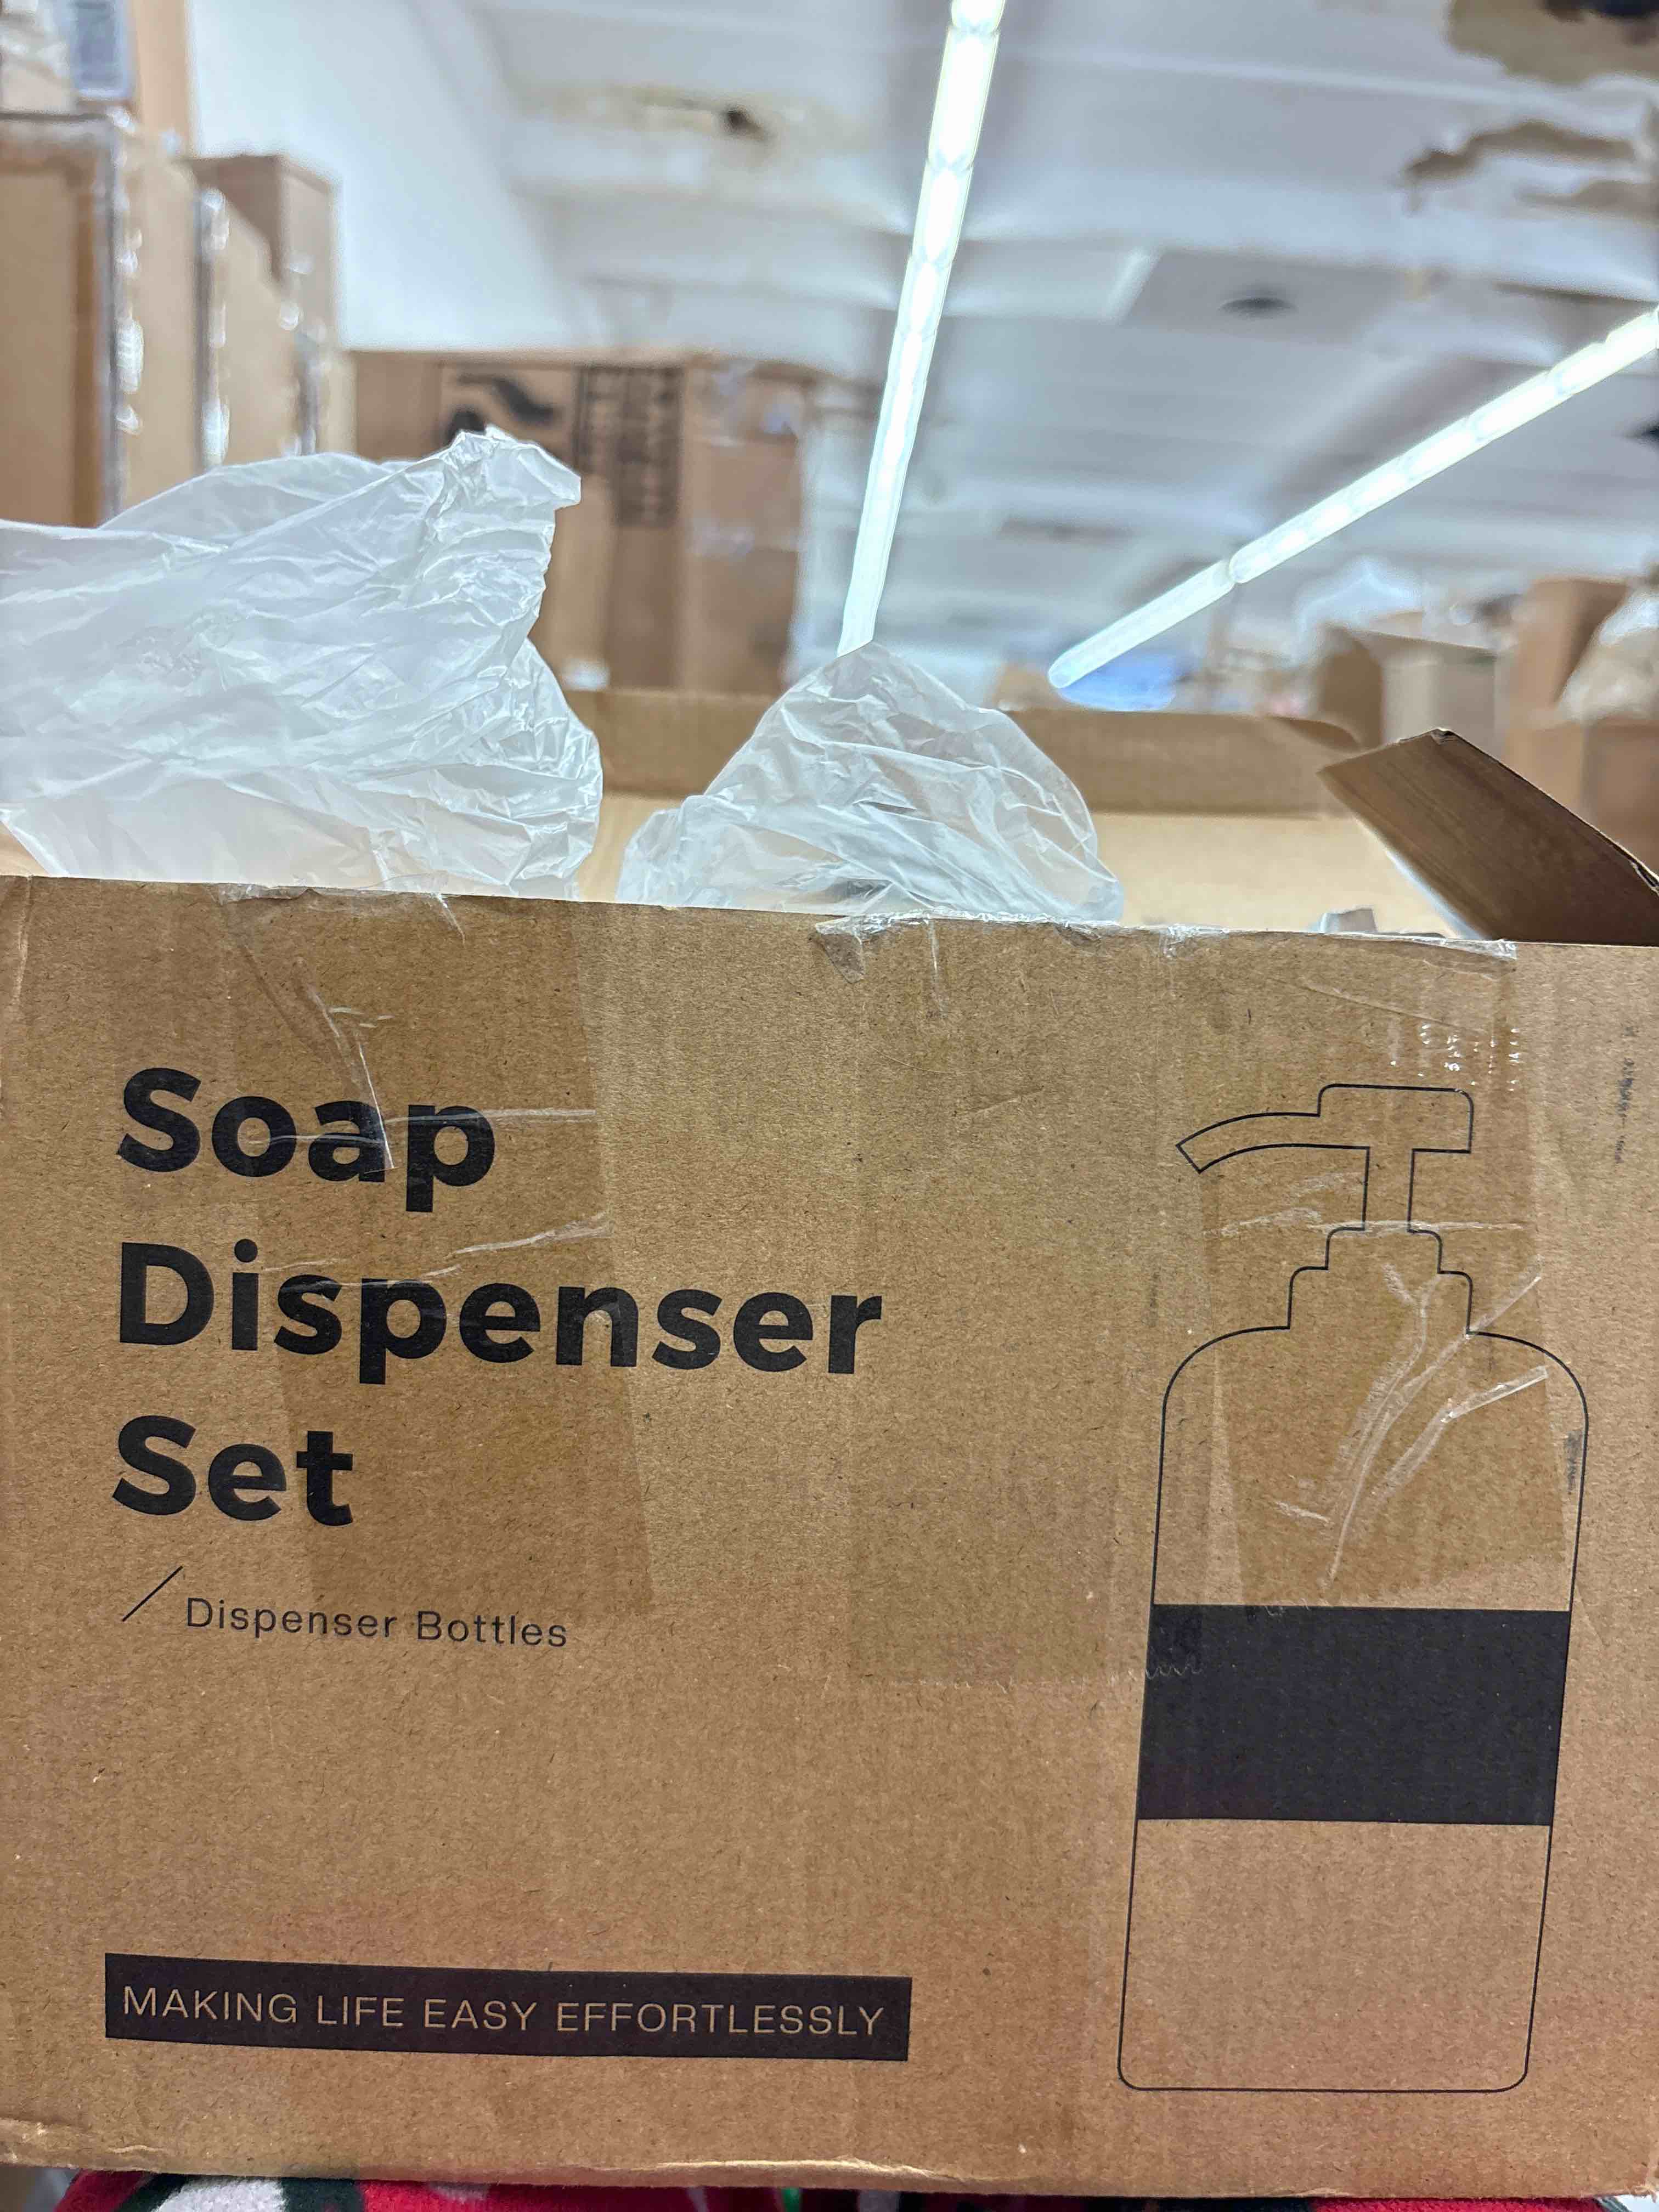 Soap
Dispenser
Set
/ Dispenser Bottles
MAKING LIFE EASY EFFORTLESSLY